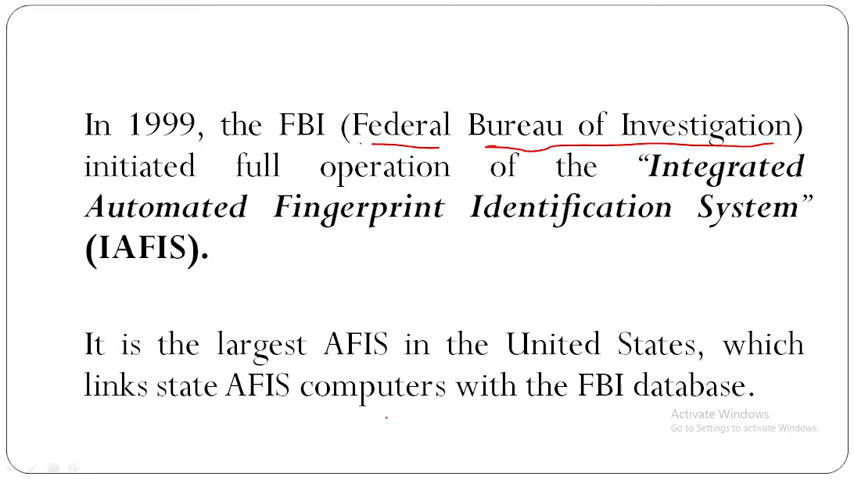 In 1999, the FBI (Federal Bureau of Investigation)
initiated full operation of the “Integrated
Automated Fingerprint Identification System”
(IAFIS).
It is the largest AFIS in the United States, which
links state AFIS computers with the FBI database.
Activate Windows
Go to Settings to activate Windows.